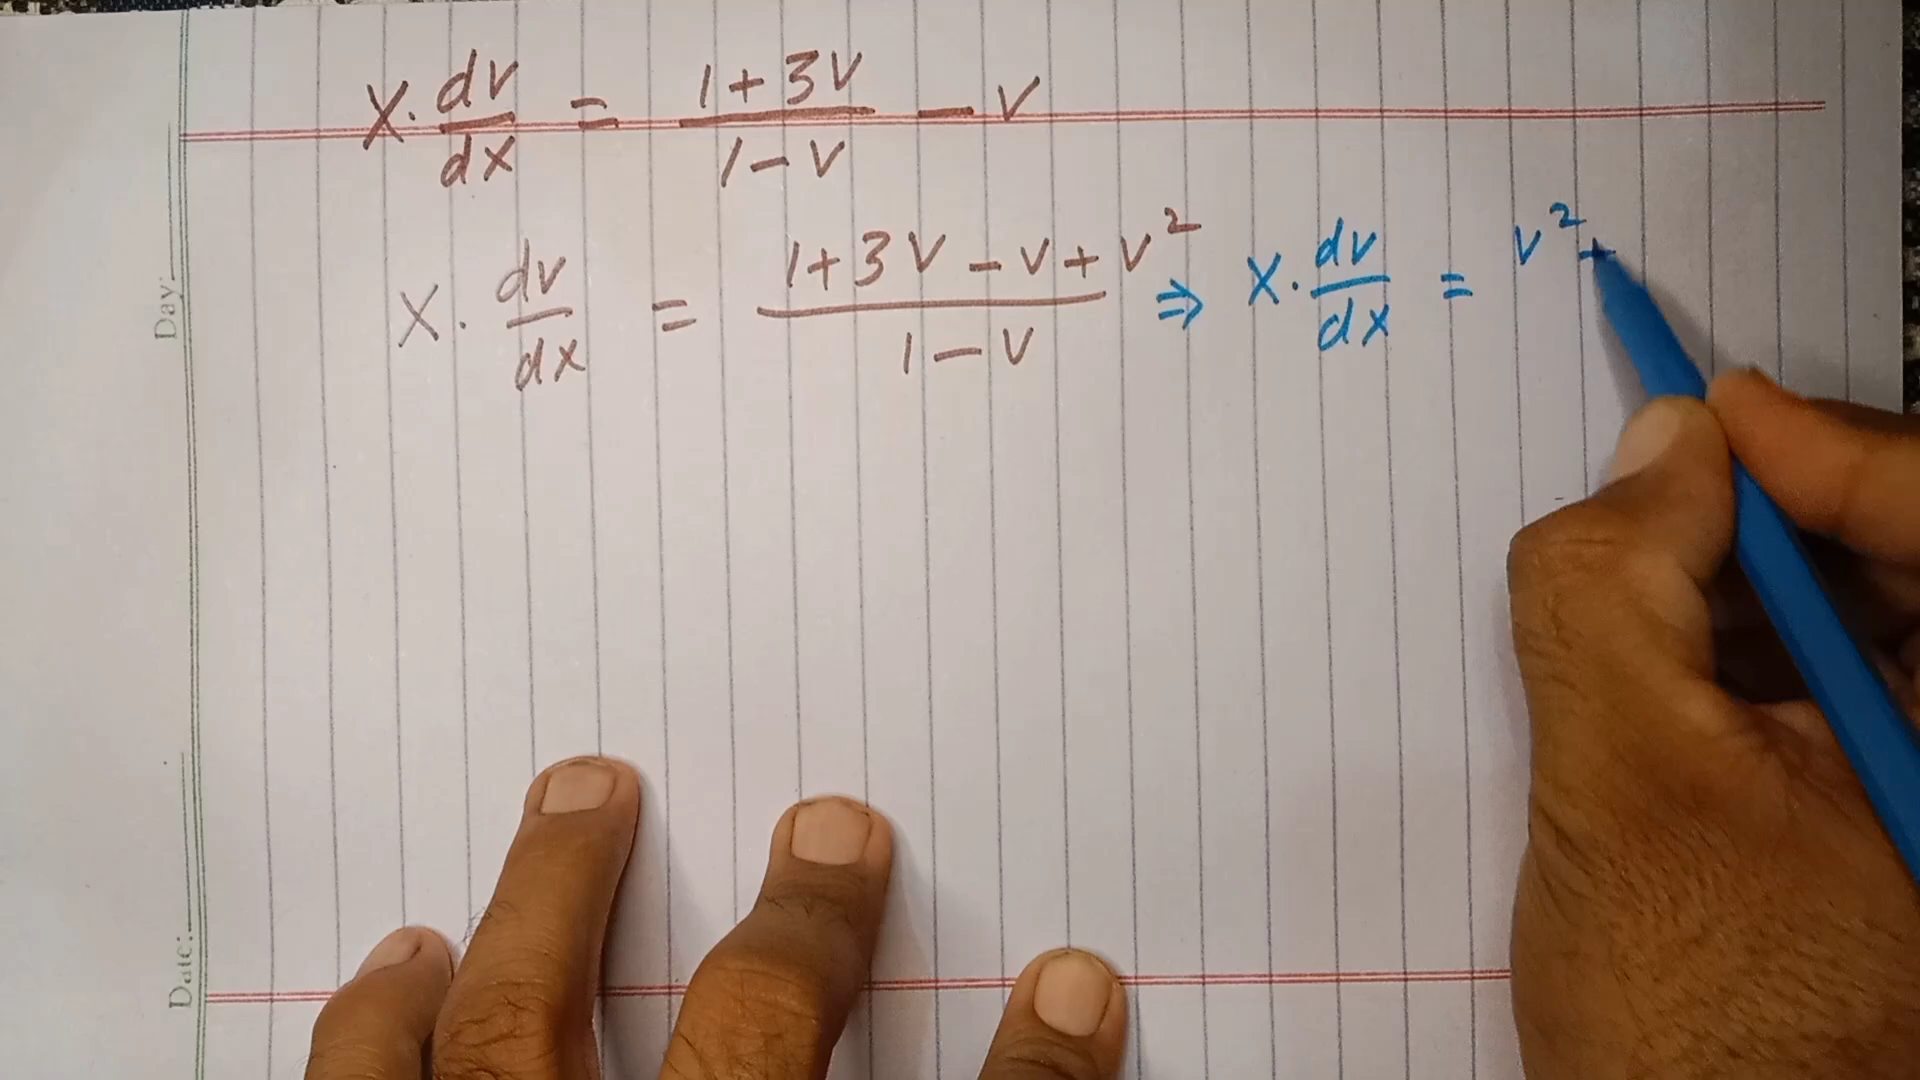 x. dv/dx = (1+3v)/(1-v) - v
x. dv/dx = (1+3v-v+v²)/(1-v) ⇒ x. dv/dx = v²+
Day:
Date: